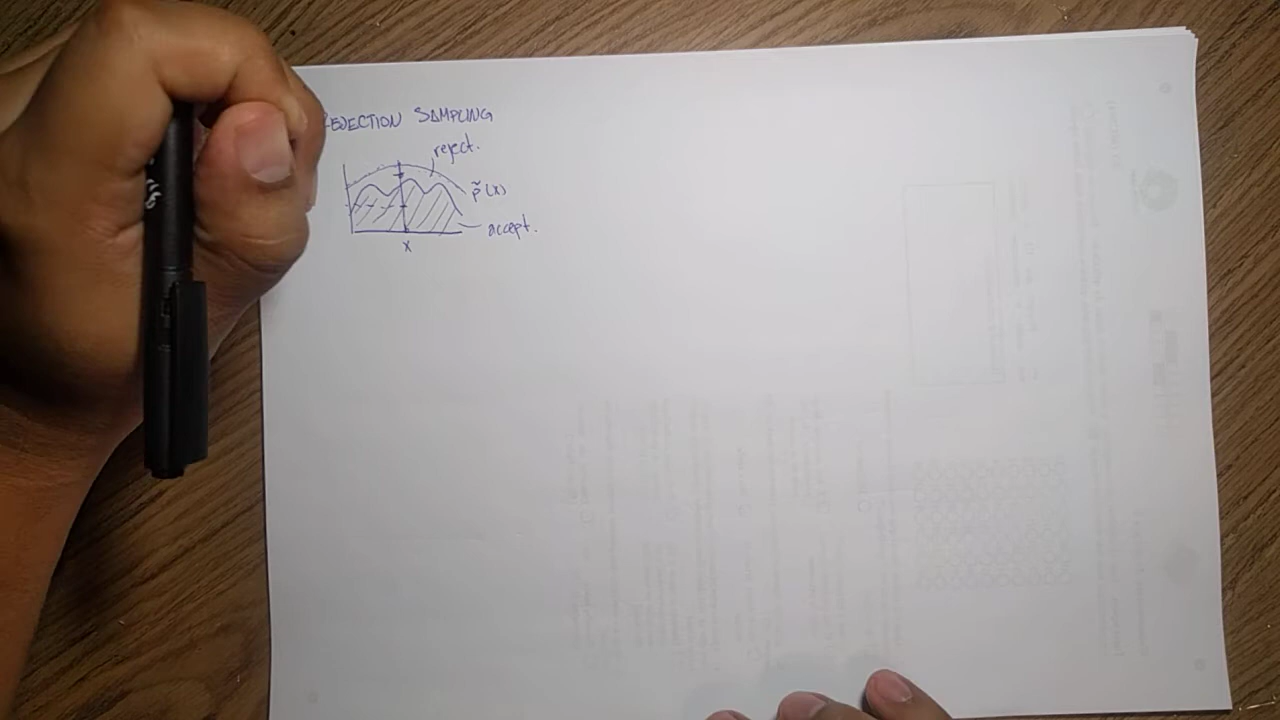 REJECTION SAMPLING
reject.
p̃(x)
accept.
x